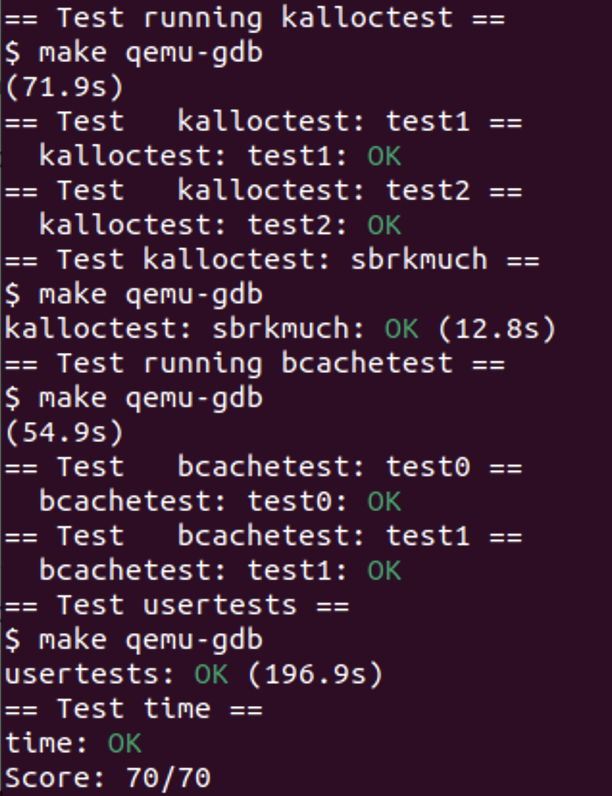 == Test running kalloctest ==
$ make qemu-gdb
(71.9s)
== Test   kalloctest: test1 ==
  kalloctest: test1: OK
== Test   kalloctest: test2 ==
  kalloctest: test2: OK
== Test kalloctest: sbrkmuch ==
$ make qemu-gdb
kalloctest: sbrkmuch: OK (12.8s)
== Test running bcachetest ==
$ make qemu-gdb
(54.9s)
== Test   bcachetest: test0 ==
  bcachetest: test0: OK
== Test   bcachetest: test1 ==
  bcachetest: test1: OK
== Test usertests ==
$ make qemu-gdb
usertests: OK (196.9s)
== Test time ==
time: OK
Score: 70/70